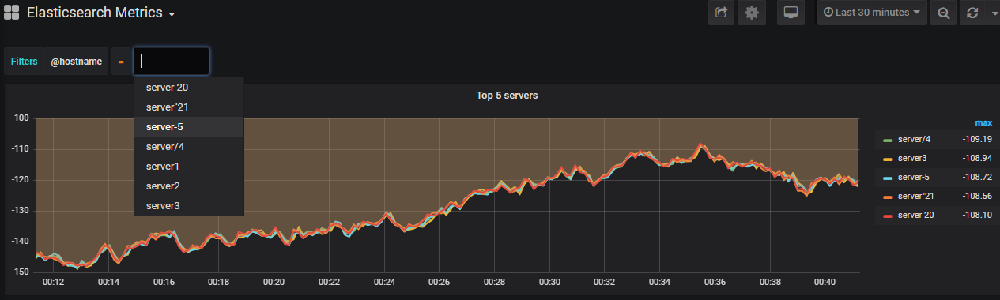 Elasticsearch Metrics
Last 30 minutes
Filters @hostname =
server 20
server"21
server-5
server/4
server1
server2
server3
Top 5 servers
-100
-110
-120
-130
-140
-150
00:12 00:14 00:16 00:18 00:20 00:22 00:24 00:26 00:28 00:30 00:32 00:34 00:36 00:38 00:40
max
server/4 -109.19
server3 -108.94
server-5 -108.72
server"21 -108.56
server 20 -108.10